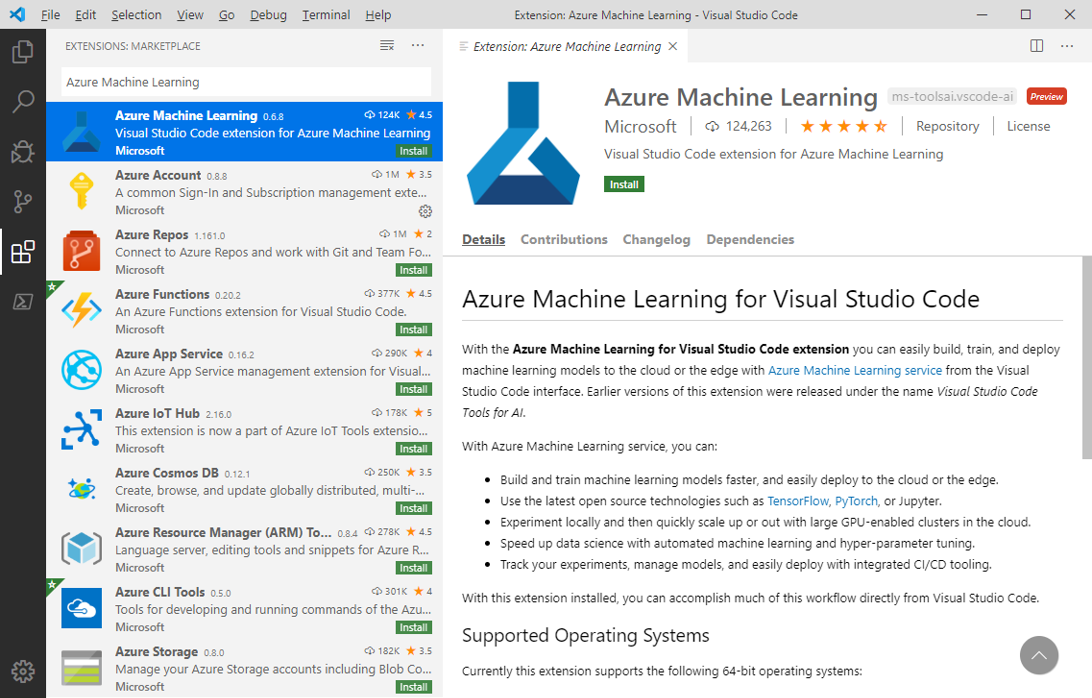 File Edit Selection View Go Debug Terminal Help
Extension: Azure Machine Learning - Visual Studio Code
EXTENSIONS: MARKETPLACE
Azure Machine Learning
Azure Machine Learning 0.6.8 124K 4.5
Visual Studio Code extension for Azure Machine Learning
Microsoft Install
Azure Account 0.8.8 1M 3.5
A common Sign-In and Subscription management exte...
Microsoft
Azure Repos 1.161.0 1M 2
Connect to Azure Repos and work with Git and Team Fo...
Microsoft Install
Azure Functions 0.20.2 377K 4.5
An Azure Functions extension for Visual Studio Code.
Microsoft Install
Azure App Service 0.16.2 290K 4
An Azure App Service management extension for Visual...
Microsoft Install
Azure IoT Hub 2.16.0 178K 5
This extension is now a part of Azure IoT Tools extensio...
Microsoft Install
Azure Cosmos DB 0.12.1 250K 3.5
Create, browse, and update globally distributed, multi-...
Microsoft Install
Azure Resource Manager (ARM) To... 0.8.4 278K 4.5
Language server, editing tools and snippets for Azure R...
Microsoft Install
Azure CLI Tools 0.5.0 301K 4
Tools for developing and running commands of the Azu...
Microsoft Install
Azure Storage 0.8.0 182K 3.5
Manage your Azure Storage accounts including Blob Co...
Microsoft Install
Extension: Azure Machine Learning
Azure Machine Learning ms-toolsai.vscode-ai Preview
Microsoft 124,263 Repository License
Visual Studio Code extension for Azure Machine Learning
Install
Details Contributions Changelog Dependencies
Azure Machine Learning for Visual Studio Code
With the Azure Machine Learning for Visual Studio Code extension you can easily build, train, and deploy
machine learning models to the cloud or the edge with Azure Machine Learning service from the Visual
Studio Code interface. Earlier versions of this extension were released under the name Visual Studio Code
Tools for AI.
With Azure Machine Learning service, you can:
• Build and train machine learning models faster, and easily deploy to the cloud or the edge.
• Use the latest open source technologies such as TensorFlow, PyTorch, or Jupyter.
• Experiment locally and then quickly scale up or out with large GPU-enabled clusters in the cloud.
• Speed up data science with automated machine learning and hyper-parameter tuning.
• Track your experiments, manage models, and easily deploy with integrated CI/CD tooling.
With this extension installed, you can accomplish much of this workflow directly from Visual Studio Code.
Supported Operating Systems
Currently this extension supports the following 64-bit operating systems: